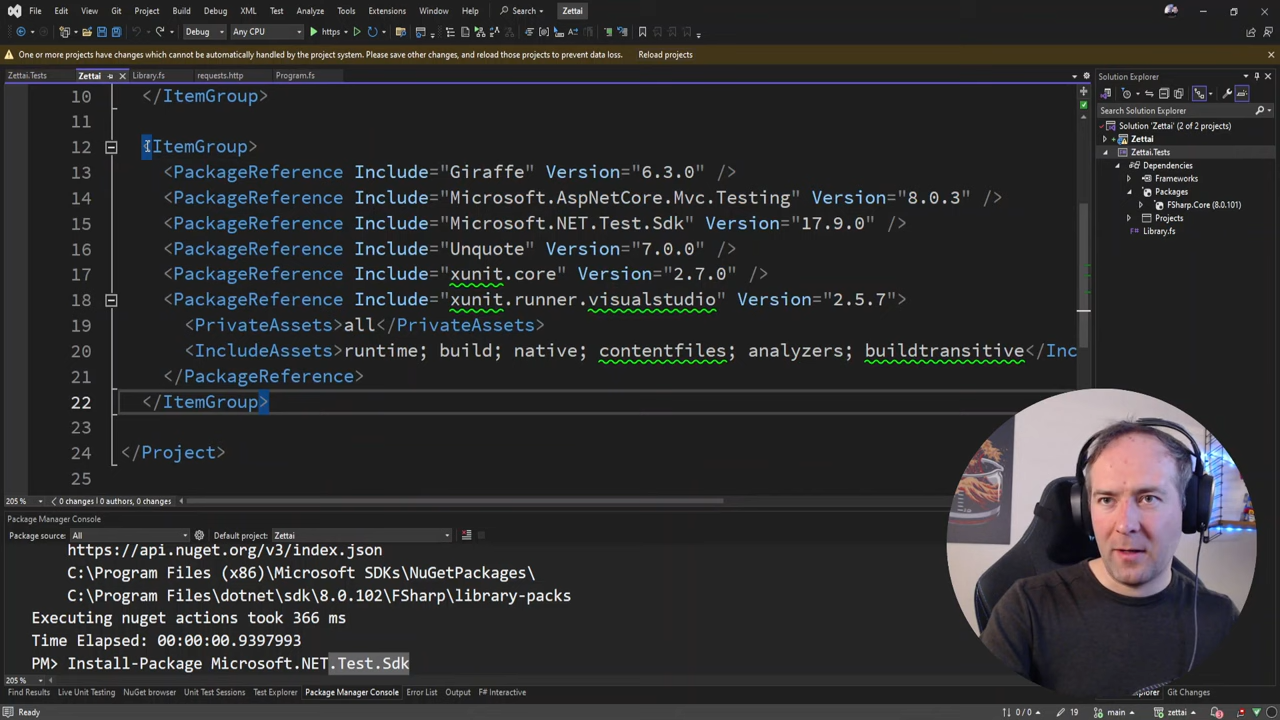 File Edit View Git Project Build Debug XML Test Analyze Tools Extensions Window Help Search Zettai
Debug Any CPU https
One or more projects have changes which cannot be automatically handled by the project system. Please save other changes, and reload those projects to prevent data loss. Reload projects
Zettai.Tests Zettai Library.fs requests.http Program.fs
Solution Explorer
Search Solution Explorer
Solution 'Zettai' (2 of 2 projects)
Zettai
Zettai.Tests
Dependencies
Frameworks
Packages
FSharp.Core (8.0.101)
Projects
Library.fs
10 </ItemGroup>
11
12 <ItemGroup>
13 <PackageReference Include="Giraffe" Version="6.3.0" />
14 <PackageReference Include="Microsoft.AspNetCore.Mvc.Testing" Version="8.0.3" />
15 <PackageReference Include="Microsoft.NET.Test.Sdk" Version="17.9.0" />
16 <PackageReference Include="Unquote" Version="7.0.0" />
17 <PackageReference Include="xunit.core" Version="2.7.0" />
18 <PackageReference Include="xunit.runner.visualstudio" Version="2.5.7">
19 <PrivateAssets>all</PrivateAssets>
20 <IncludeAssets>runtime; build; native; contentfiles; analyzers; buildtransitive</Inc
21 </PackageReference>
22 </ItemGroup>
23
24 </Project>
25
205 % 0 changes | 0 authors, 0 changes
Package Manager Console
Package source: All Default project: Zettai
https://api.nuget.org/v3/index.json
C:\Program Files (x86)\Microsoft SDKs\NuGetPackages\
C:\Program Files\dotnet\sdk\8.0.102\FSharp\library-packs
Executing nuget actions took 366 ms
Time Elapsed: 00:00:00.9397993
PM> Install-Package Microsoft.NET.Test.Sdk
205 %
Find Results Live Unit Testing NuGet browser Unit Test Sessions Test Explorer Package Manager Console Error List Output F# Interactive Explorer Git Changes
Ready 0 / 0 19 main zettai